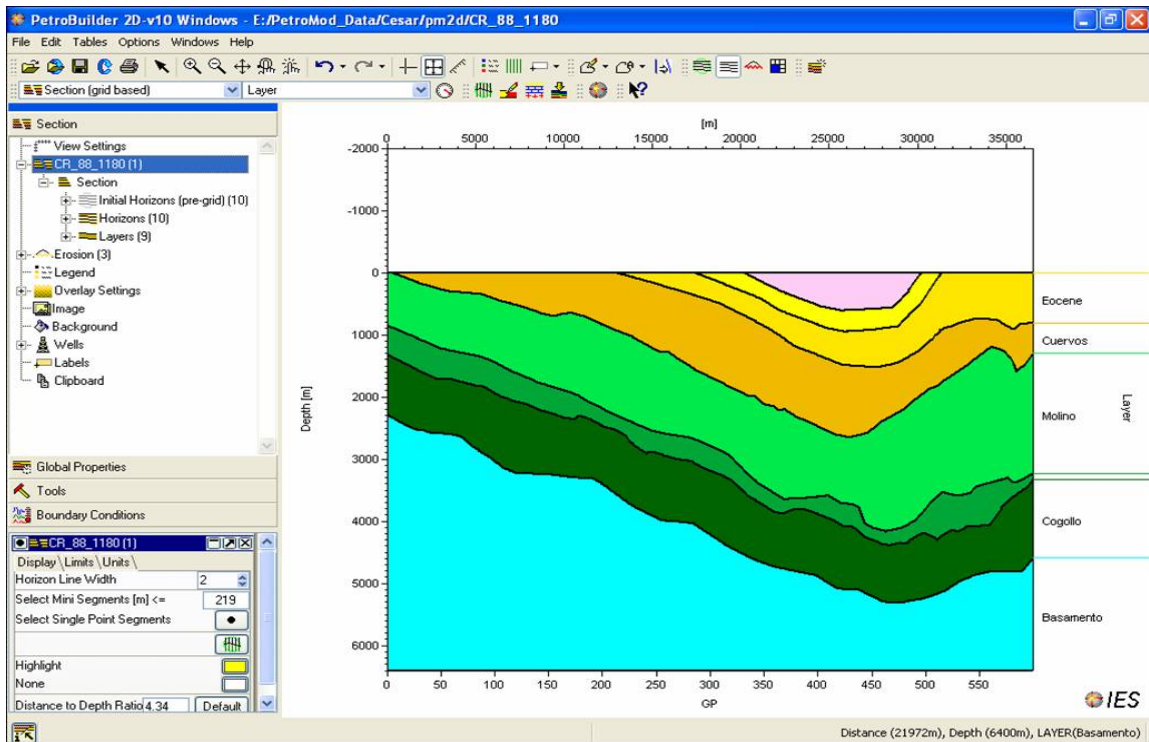 PetroBuilder 2D-v10 Windows - E:/PetroMod_Data/Cesar/pm2d/CR_88_1180
File Edit Tables Options Windows Help
Section (grid based) Layer
Section
View Settings
CR_88_1180 (1)
Section
Initial Horizons (pre-grid) (10)
Horizons (10)
Layers (9)
Erosion (3)
Legend
Overlay Settings
Image
Background
Wells
Labels
Clipboard
Global Properties
Tools
Boundary Conditions
CR_88_1180 (1)
Display\Limits\Units\
Horizon Line Width 2
Select Mini Segments [m] <= 219
Select Single Point Segments
Highlight
None
Distance to Depth Ratio 4.34 Default
[m]
0 5000 10000 15000 20000 25000 30000 35000
-2000
-1000
0
1000
2000
3000
4000
5000
6000
Depth [m]
0 50 100 150 200 250 300 350 400 450 500 550
GP
Eocene
Cuervos
Molino
Cogollo
Basamento
Layer
IES
Distance (21972m), Depth (6400m), LAYER(Basamento)